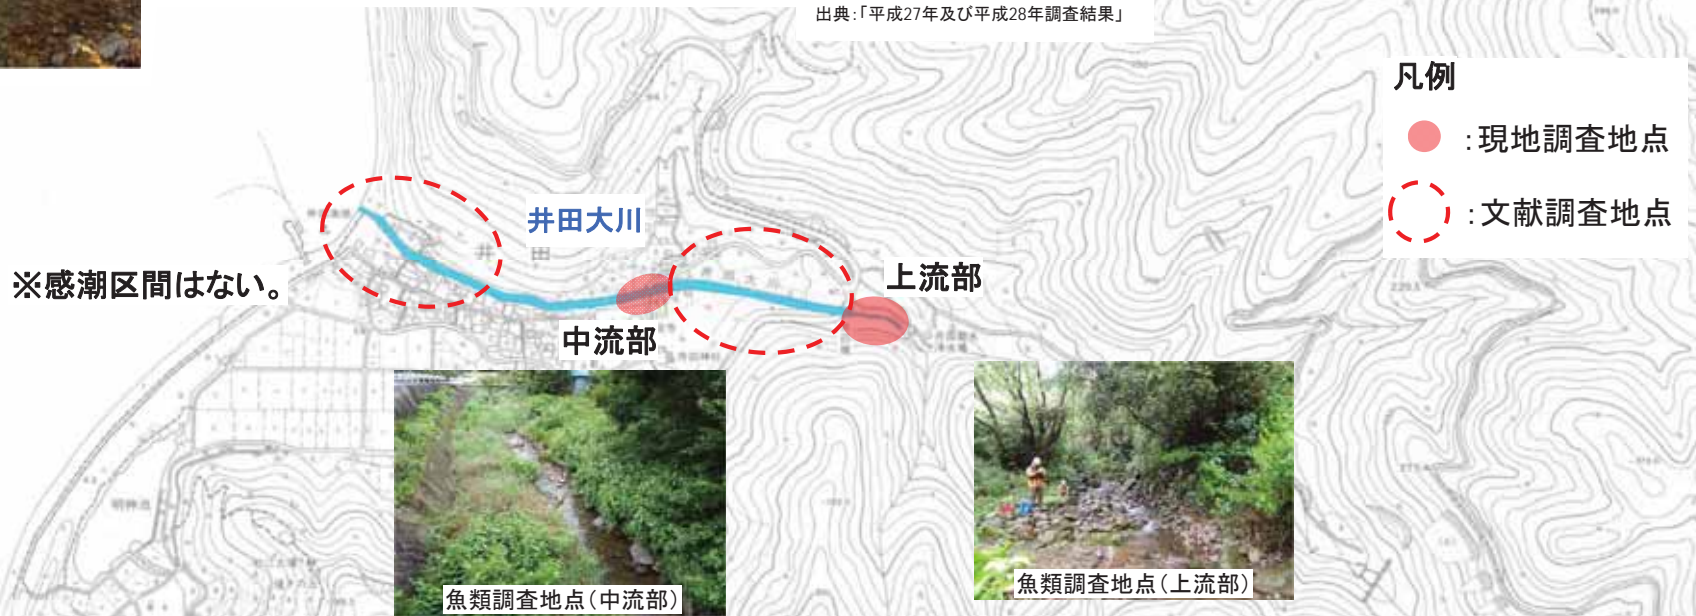 出典:「平成27年及び平成28年調査結果」
凡例
:現地調査地点
:文献調査地点
井田大川
井田
※感潮区間はない。
上流部
中流部
魚類調査地点(中流部)
魚類調査地点(上流部)